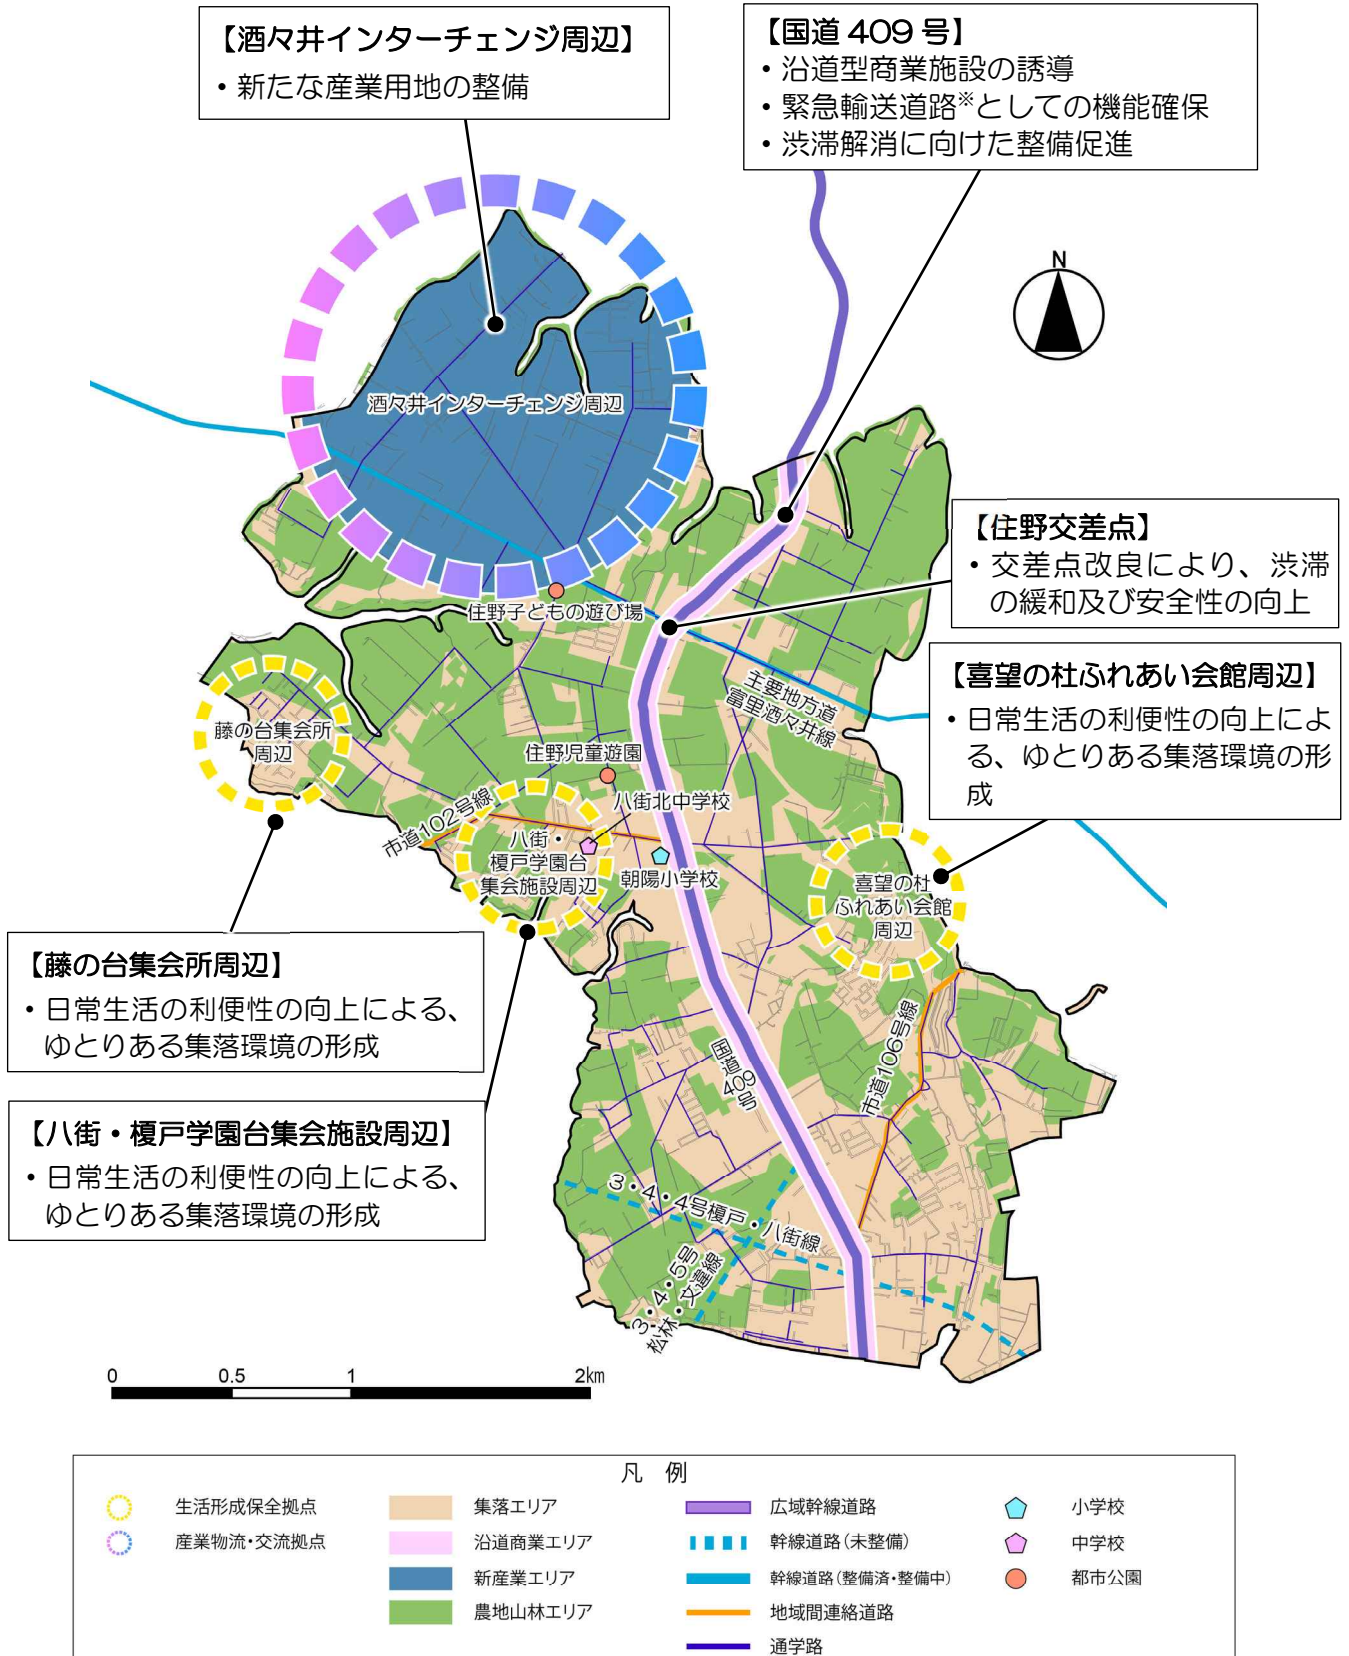 【酒々井インターチェンジ周辺】
・新たな産業用地の整備
【国道409号】
・沿道型商業施設の誘導
・緊急輸送道路※としての機能確保
・渋滞解消に向けた整備促進
N
酒々井インターチェンジ周辺
【住野交差点】
・交差点改良により、渋滞
の緩和及び安全性の向上
住野子どもの遊び場
【喜望の杜ふれあい会館周辺】
・日常生活の利便性の向上によ
る、ゆとりある集落環境の形
成
主要地方道
富里酒々井線
藤の台集会所
周辺
住野児童遊園
八街北中学校
市道102号線
八街・
榎戸学園台
集会施設周辺
朝陽小学校
喜望の杜
ふれあい会館
周辺
【藤の台集会所周辺】
・日常生活の利便性の向上による、
ゆとりある集落環境の形成
国道409号
市道106号線
【八街・榎戸学園台集会施設周辺】
・日常生活の利便性の向上による、
ゆとりある集落環境の形成
3・4・4号榎戸・八街線
3・4・5号
松林・文違線
0 0.5 1 2km
凡 例
生活形成保全拠点
産業物流・交流拠点
集落エリア
沿道商業エリア
新産業エリア
農地山林エリア
広域幹線道路
幹線道路(未整備)
幹線道路(整備済・整備中)
地域間連絡道路
通学路
小学校
中学校
都市公園